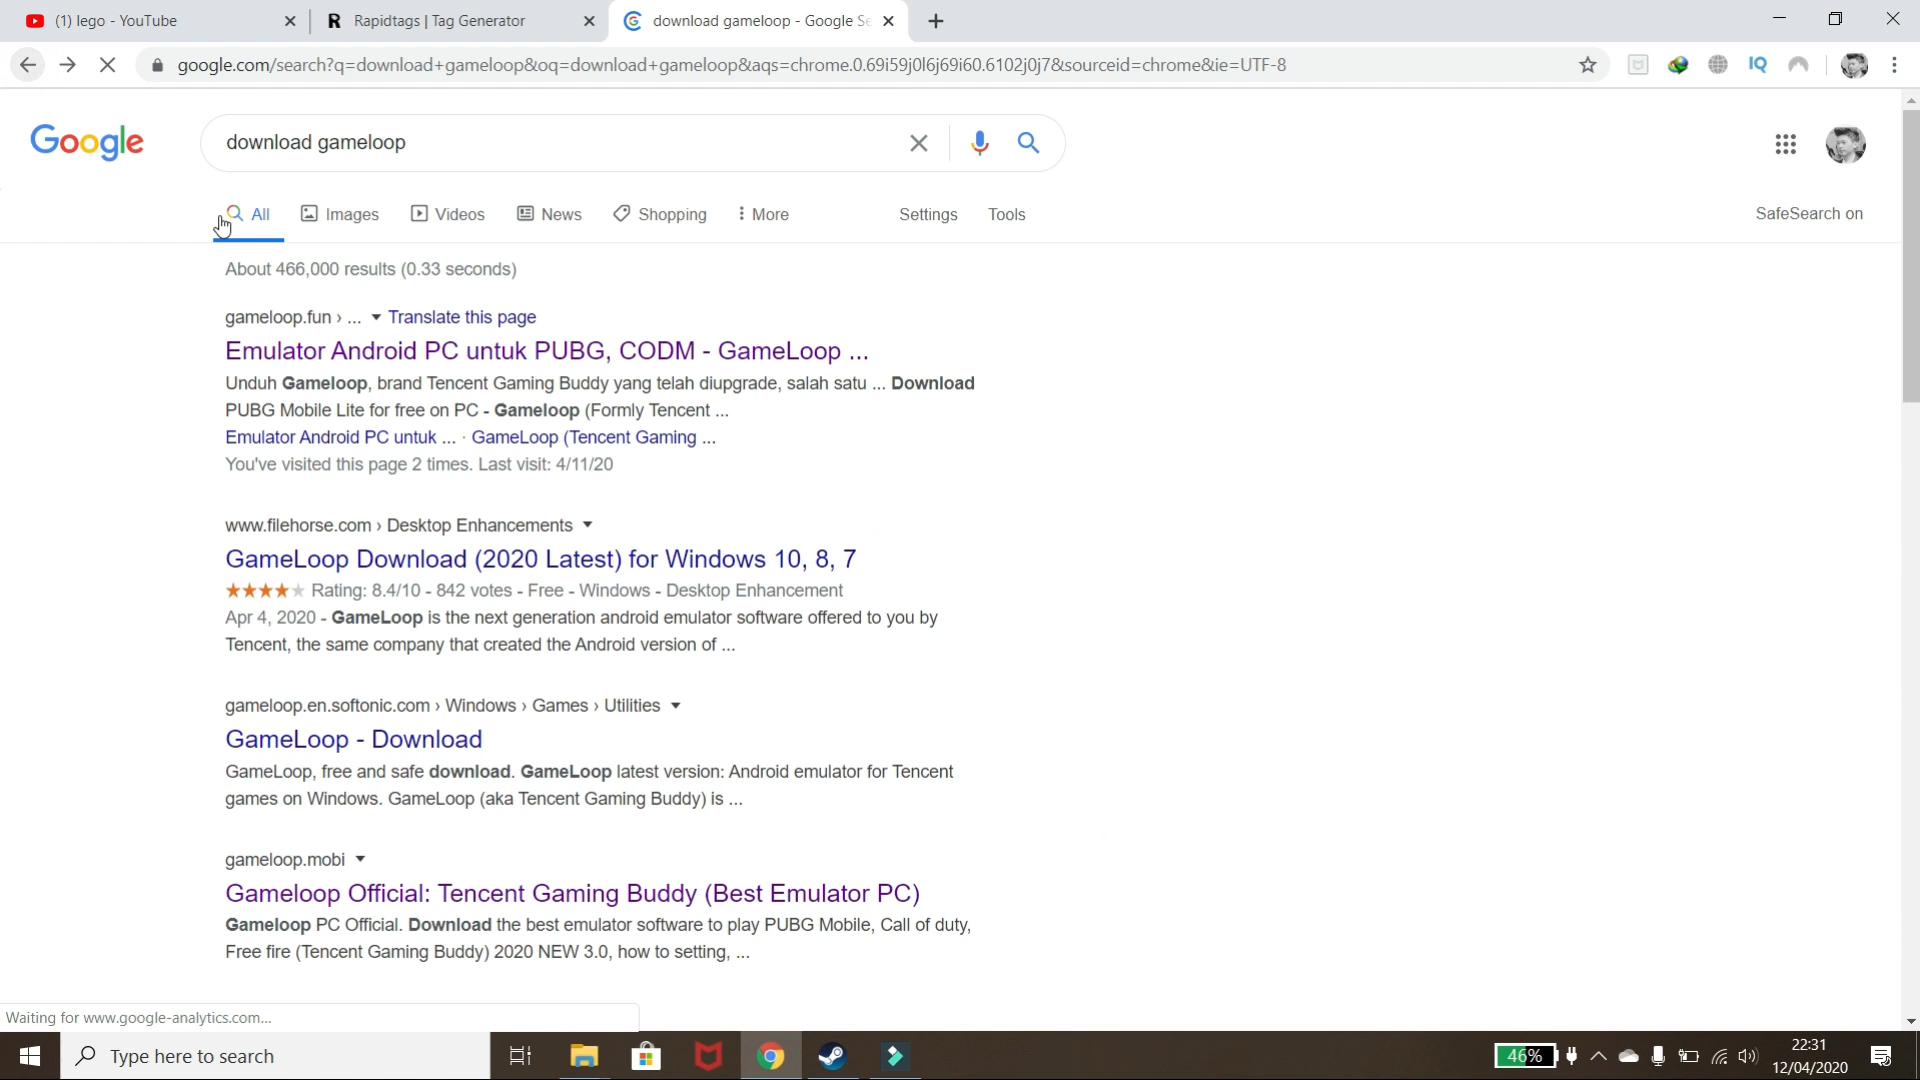 (1) lego - YouTube
Rapidtags | Tag Generator
download gameloop - Google Se
google.com/search?q=download+gameloop&oq=download+gameloop&aqs=chrome.0.69i59j0l6j69i60.6102j0j7&sourceid=chrome&ie=UTF-8
IQ
Google
download gameloop
All
Images
Videos
News
Shopping
More
Settings
Tools
SafeSearch on
About 466,000 results (0.33 seconds)
gameloop.fun › ... Translate this page
Emulator Android PC untuk PUBG, CODM - GameLoop ...
Unduh Gameloop, brand Tencent Gaming Buddy yang telah diupgrade, salah satu ... Download
PUBG Mobile Lite for free on PC - Gameloop (Formly Tencent ...
Emulator Android PC untuk ... · GameLoop (Tencent Gaming ...
You've visited this page 2 times. Last visit: 4/11/20
www.filehorse.com › Desktop Enhancements
GameLoop Download (2020 Latest) for Windows 10, 8, 7
Rating: 8.4/10 - 842 votes - Free - Windows - Desktop Enhancement
Apr 4, 2020 - GameLoop is the next generation android emulator software offered to you by
Tencent, the same company that created the Android version of ...
gameloop.en.softonic.com › Windows › Games › Utilities
GameLoop - Download
GameLoop, free and safe download. GameLoop latest version: Android emulator for Tencent
games on Windows. GameLoop (aka Tencent Gaming Buddy) is ...
gameloop.mobi
Gameloop Official: Tencent Gaming Buddy (Best Emulator PC)
Gameloop PC Official. Download the best emulator software to play PUBG Mobile, Call of duty,
Free fire (Tencent Gaming Buddy) 2020 NEW 3.0, how to setting, ...
Waiting for www.google-analytics.com...
Type here to search
46%
22:31
12/04/2020